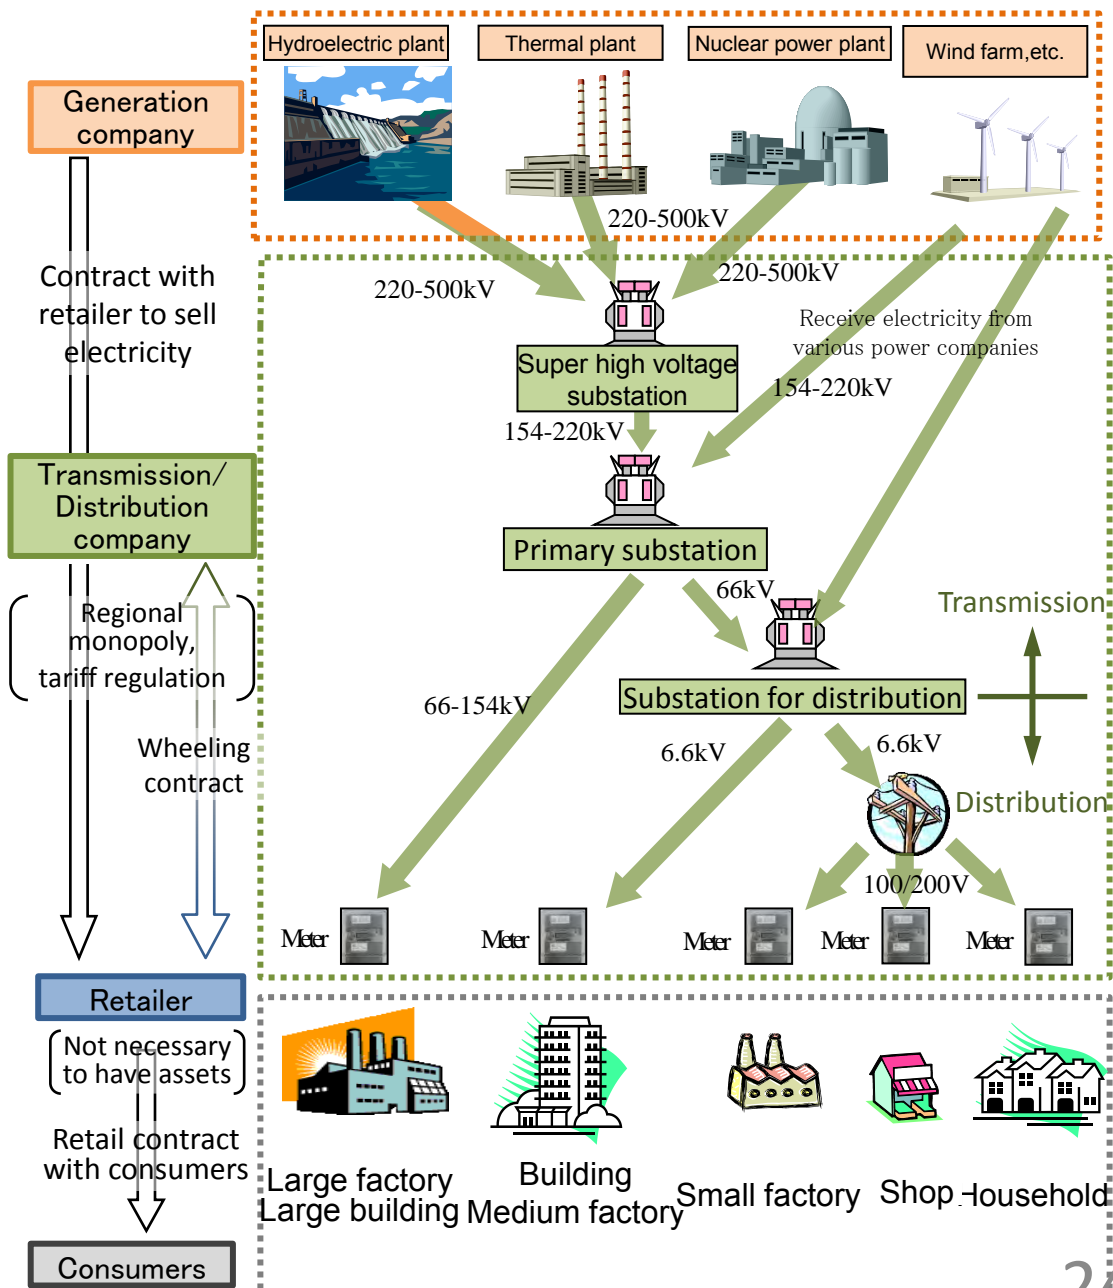 Hydroelectric plant
Thermal plant
Nuclear power plant
Wind farm,etc.
Generation
company
220-500kV
220-500kV
220-500kV
Contract with
retailer to sell
electricity
Receive electricity from
various power companies
Super high voltage
substation
154-220kV
154-220kV
Transmission/
Distribution
company
Primary substation
66kV
Transmission
Regional
monopoly,
tariff regulation
Substation for distribution
66-154kV
Wheeling
contract
6.6kV
6.6kV
Distribution
100/200V
Meter
Meter
Meter
Meter
Meter
Retailer
Not necessary
to have assets
Retail contract
with consumers
Large factory
Large building
Building
Medium factory
Small factory
Shop
Household
Consumers